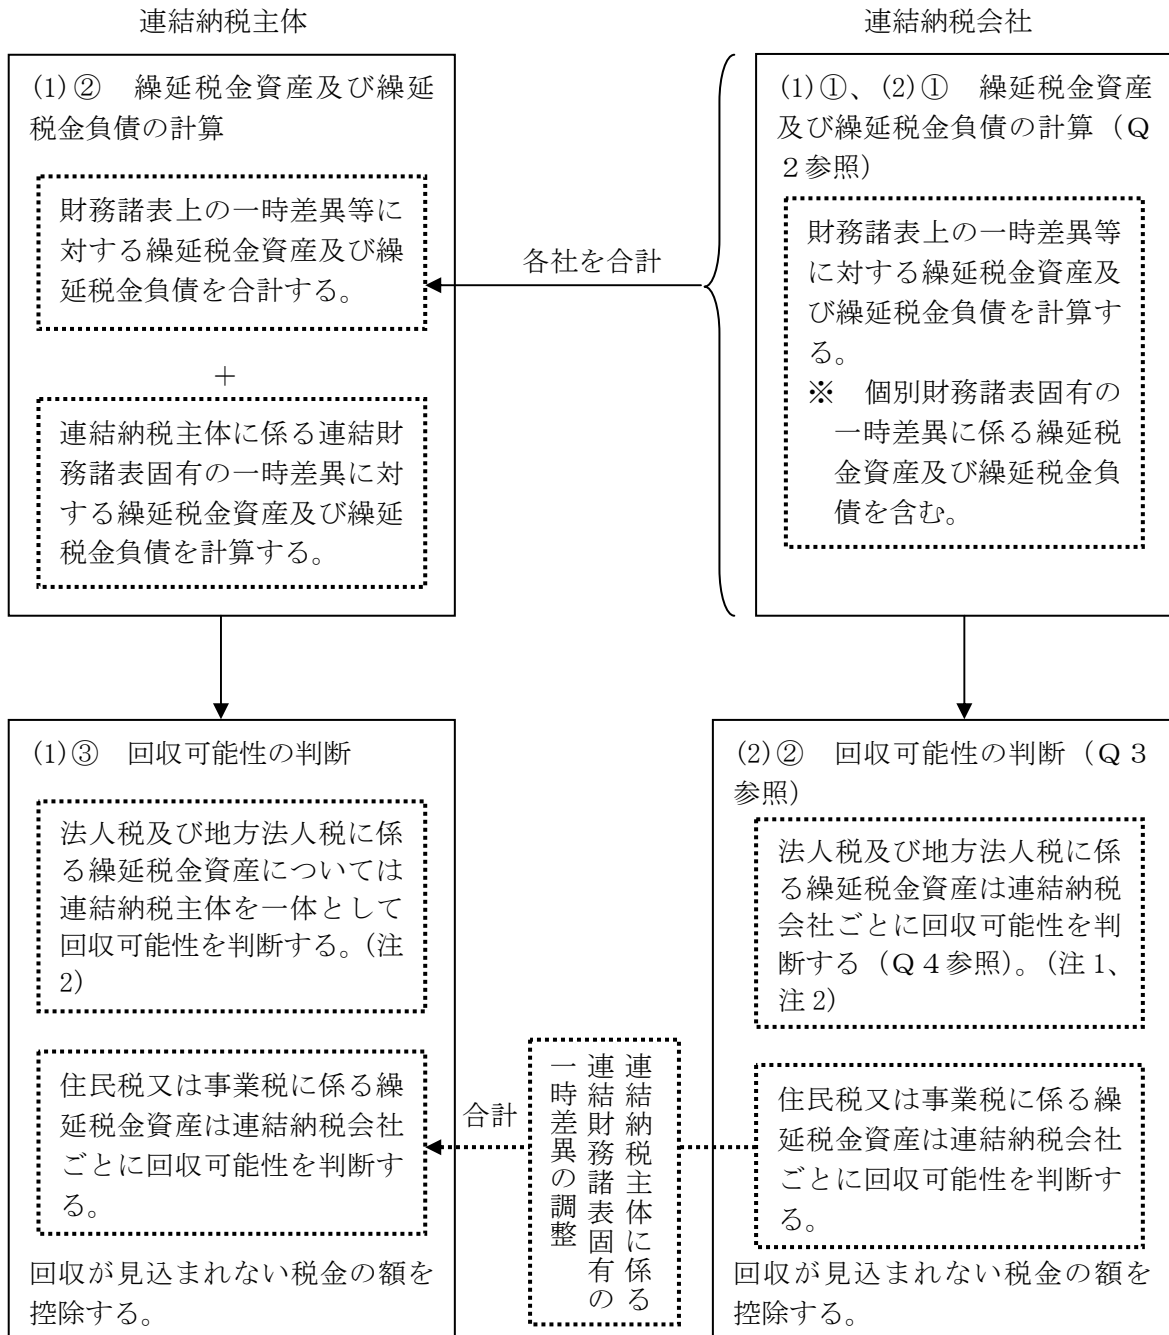 連結納税主体
連結納税会社
(1)② 繰延税金資産及び繰延
税金負債の計算
財務諸表上の一時差異等に
対する繰延税金資産及び繰
延税金負債を合計する。
＋
連結納税主体に係る連結財
務諸表固有の一時差異に対
する繰延税金資産及び繰延
税金負債を計算する。
各社を合計
(1)①、(2)① 繰延税金資産
及び繰延税金負債の計算（Ｑ
２参照）
財務諸表上の一時差異等
に対する繰延税金資産及
び繰延税金負債を計算す
る。
※ 個別財務諸表固有の
一時差異に係る繰延税
金資産及び繰延税金負
債を含む。
(1)③ 回収可能性の判断
法人税及び地方法人税に係
る繰延税金資産については
連結納税主体を一体として
回収可能性を判断する。(注
2)
住民税又は事業税に係る繰
延税金資産は連結納税会社
ごとに回収可能性を判断す
る。
回収が見込まれない税金の額を
控除する。
合計
連結納税主体に係る
連結財務諸表固有の
一時差異の調整
(2)② 回収可能性の判断（Ｑ３
参照）
法人税及び地方法人税に係
る繰延税金資産は連結納税
会社ごとに回収可能性を判
断する（Ｑ４参照）。(注 1、
注 2)
住民税又は事業税に係る繰
延税金資産は連結納税会社
ごとに回収可能性を判断す
る。
回収が見込まれない税金の額を
控除する。